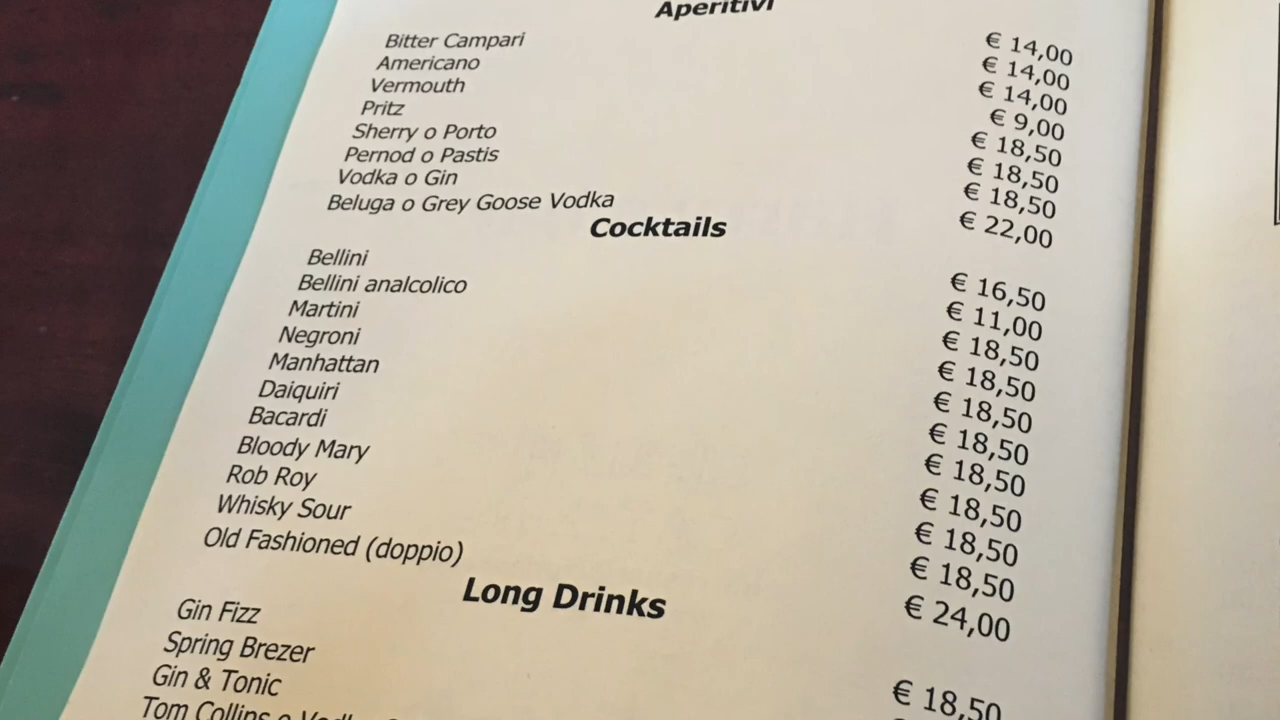 Aperitivi
Bitter Campari € 14,00
Americano € 14,00
Vermouth € 14,00
Pritz € 9,00
Sherry o Porto € 18,50
Pernod o Pastis € 18,50
Vodka o Gin € 18,50
Beluga o Grey Goose Vodka € 22,00
Cocktails
Bellini € 16,50
Bellini analcolico € 11,00
Martini € 18,50
Negroni € 18,50
Manhattan € 18,50
Daiquiri € 18,50
Bacardi € 18,50
Bloody Mary € 18,50
Rob Roy € 18,50
Whisky Sour € 18,50
Old Fashioned (doppio) € 24,00
Long Drinks
Gin Fizz € 18,50
Spring Brezer
Gin & Tonic
Tom Collins o